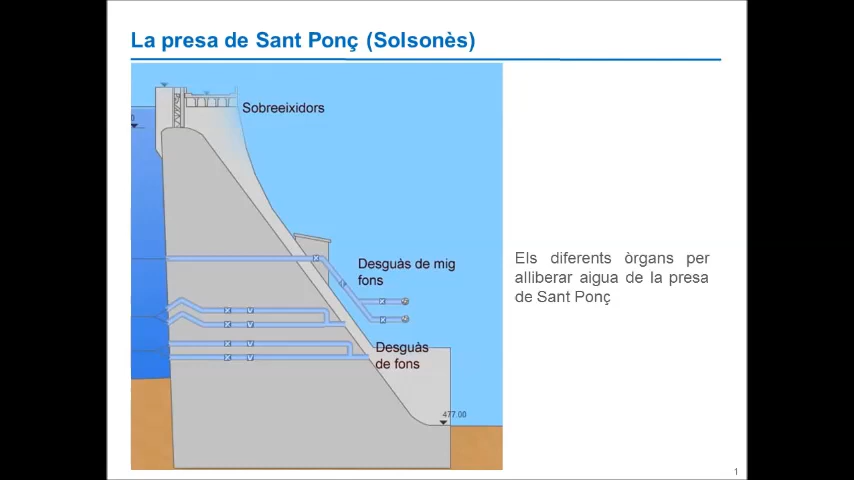 La presa de Sant Ponç (Solsonès)
Sobreeixidors
Desguàs de mig
fons
Desguàs
de fons
477.00
Els diferents òrgans per
alliberar aigua de la presa
de Sant Ponç
1